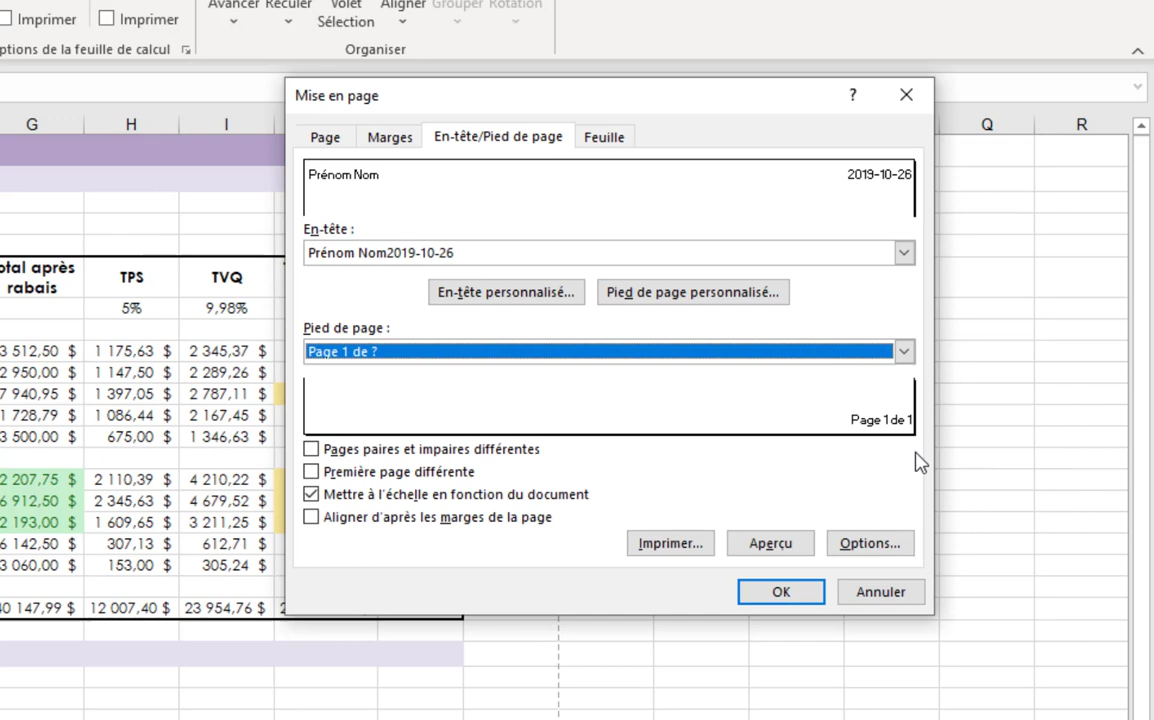 Avancer Reculer Volet Aligner Grouper Rotation
Imprimer Imprimer Sélection
ptions de la feuille de calcul Organiser
Mise en page ?
G H I Q R
Page Marges En-tête/Pied de page Feuille
Prénom Nom 2019-10-26
En-tête :
Prénom Nom2019-10-26
En-tête personnalisé... Pied de page personnalisé...
Pied de page :
Page 1 de ?
Page 1 de 1
Pages paires et impaires différentes
Première page différente
Mettre à l'échelle en fonction du document
Aligner d'après les marges de la page
Imprimer... Aperçu Options...
OK Annuler
otal après TPS TVQ
rabais
5% 9,98%
3 512,50 $ 1 175,63 $ 2 345,37 $
2 950,00 $ 1 147,50 $ 2 289,26 $
7 940,95 $ 1 397,05 $ 2 787,11 $
1 728,79 $ 1 086,44 $ 2 167,45 $
3 500,00 $ 675,00 $ 1 346,63 $
2 207,75 $ 2 110,39 $ 4 210,22 $
6 912,50 $ 2 345,63 $ 4 679,52 $
2 193,00 $ 1 609,65 $ 3 211,25 $
6 142,50 $ 307,13 $ 612,71 $
3 060,00 $ 153,00 $ 305,24 $
40 147,99 $ 12 007,40 $ 23 954,76 $ 2